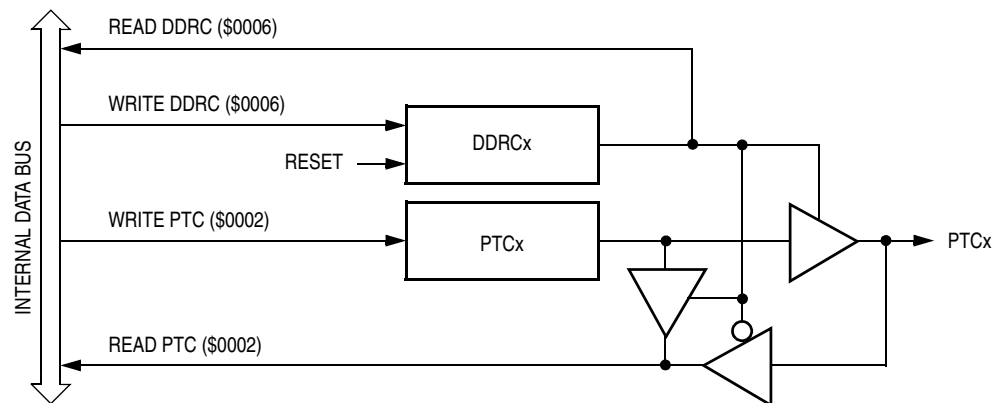 READ DDRC ($0006)
WRITE DDRC ($0006)
DDRCx
RESET
INTERNAL DATA BUS
WRITE PTC ($0002)
PTCx
PTCx
READ PTC ($0002)